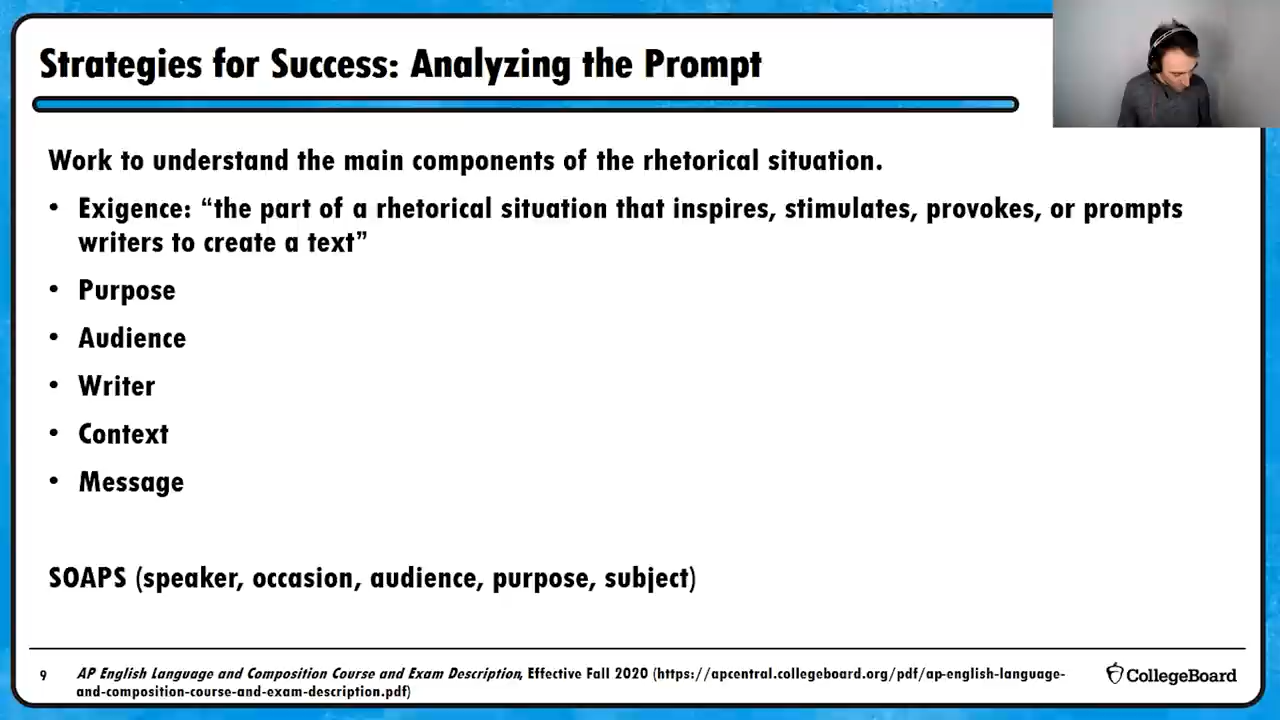 Strategies for Success: Analyzing the Prompt
Work to understand the main components of the rhetorical situation.
• Exigence: “the part of a rhetorical situation that inspires, stimulates, provokes, or prompts
writers to create a text”
• Purpose
• Audience
• Writer
• Context
• Message
SOAPS (speaker, occasion, audience, purpose, subject)
9
AP English Language and Composition Course and Exam Description, Effective Fall 2020 (https://apcentral.collegeboard.org/pdf/ap-english-language-
and-composition-course-and-exam-description.pdf)
CollegeBoard